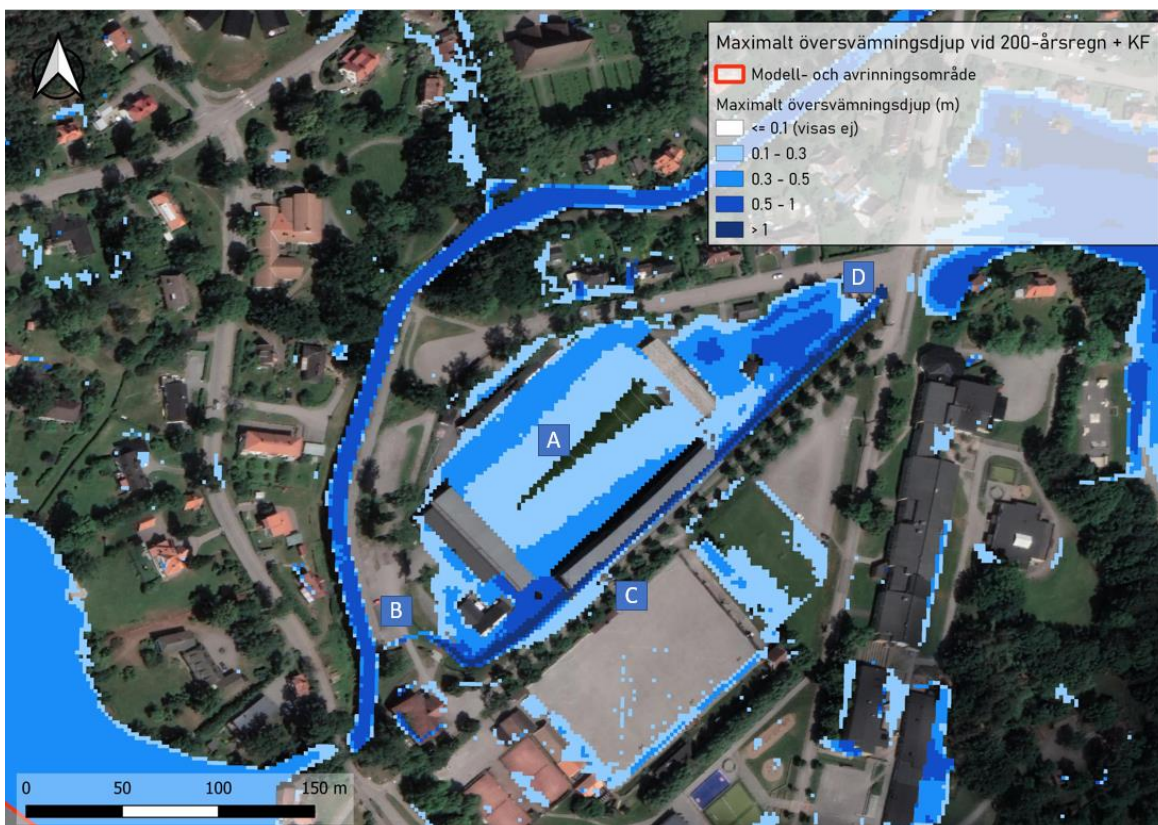 Maximalt översvämningsdjup vid 200-årsregn + KF
Modell- och avrinningsområde
Maximalt översvämningsdjup (m)
<= 0.1 (visas ej)
0.1 - 0.3
0.3 - 0.5
0.5 - 1
> 1
D
A
C
B
0 50 100 150 m